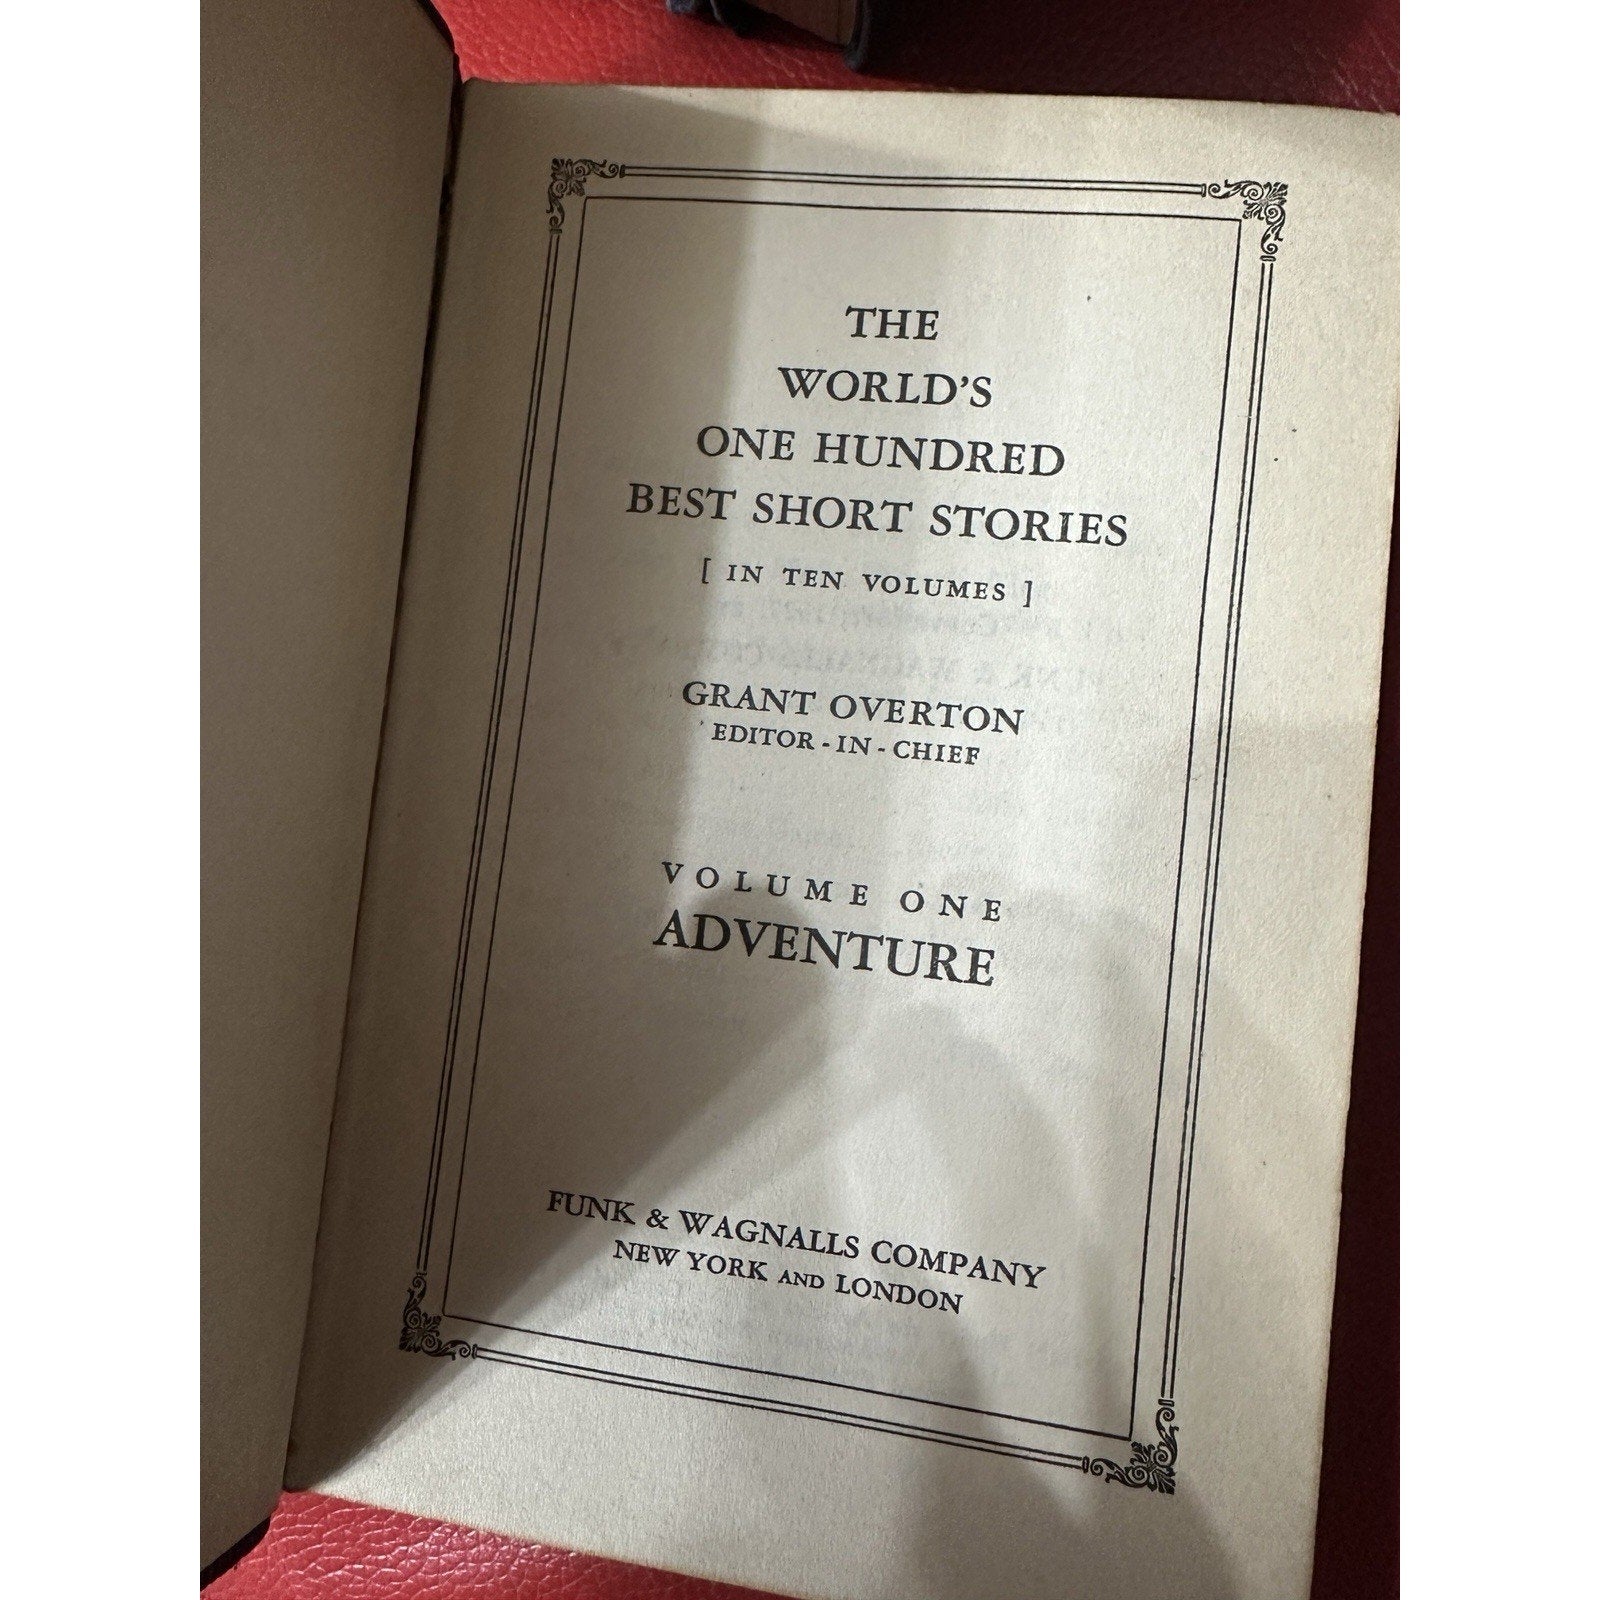 THE
WORLD'S
ONE HUNDRED
BEST SHORT STORIES
[ IN TEN VOLUMES ]
GRANT OVERTON
EDITOR-IN-CHIEF
VOLUME ONE
ADVENTURE
FUNK & WAGNALLS COMPANY
NEW YORK AND LONDON